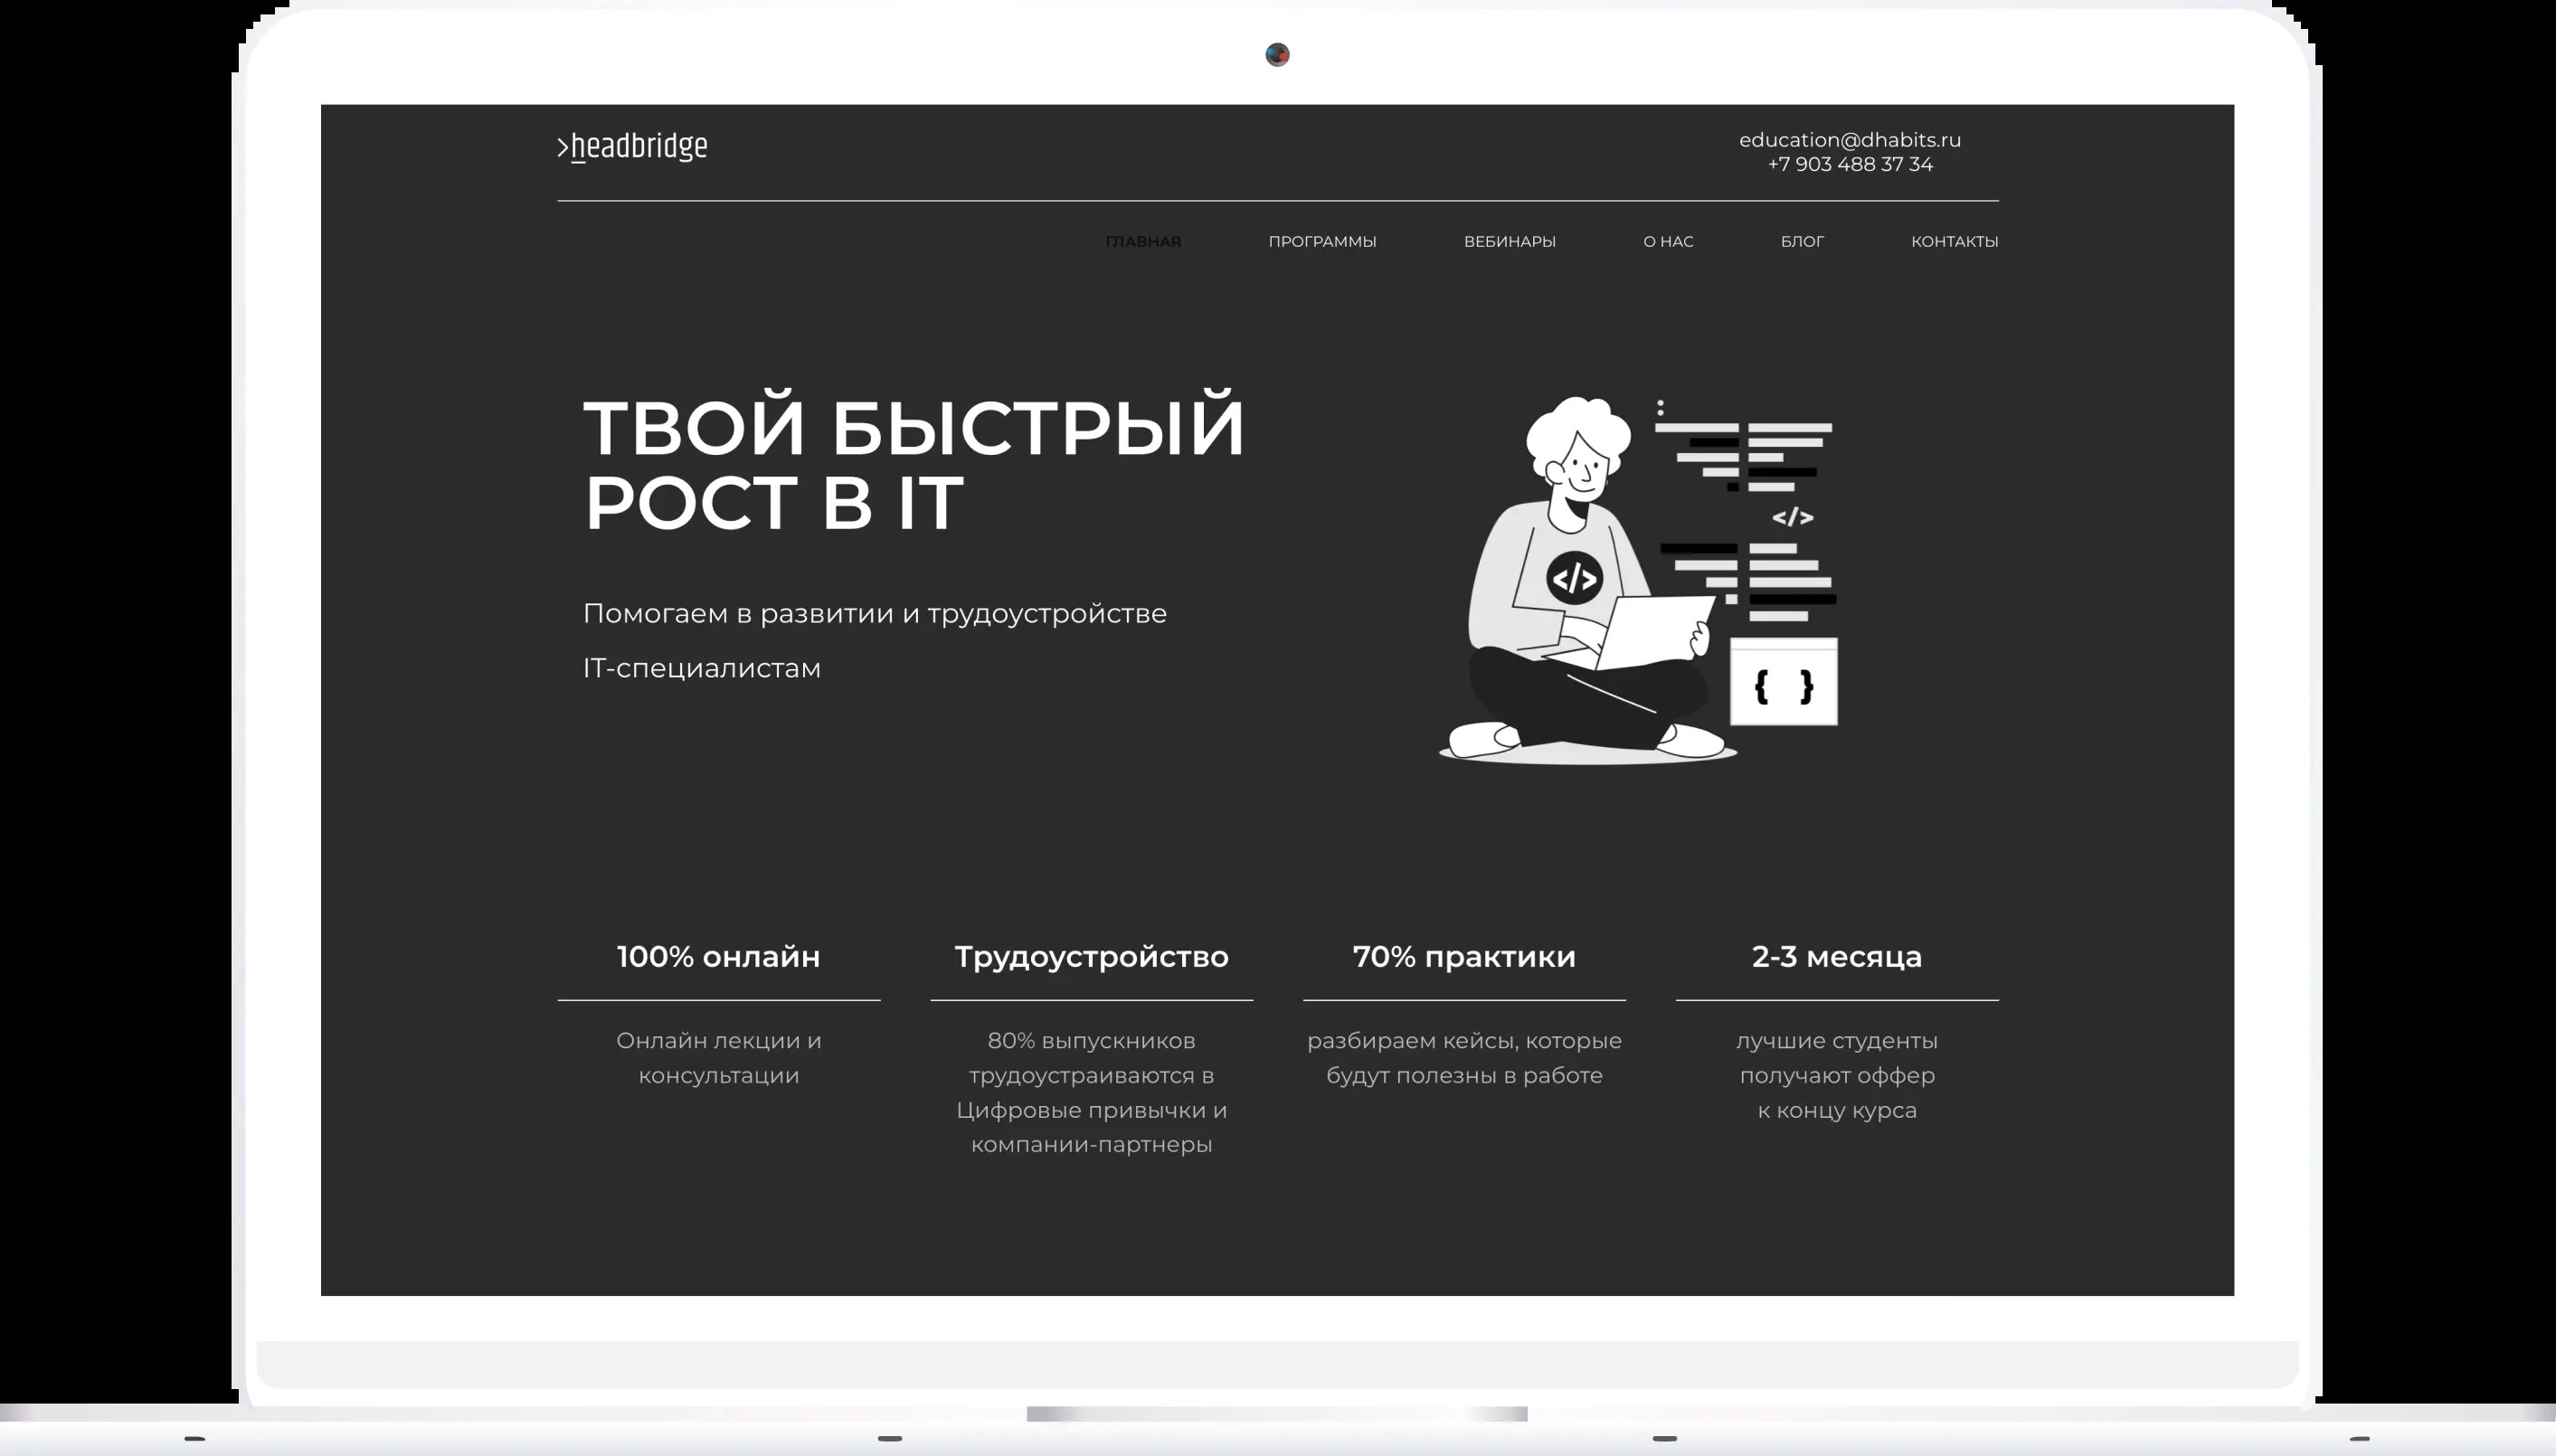 >headbridge
education@dhabits.ru
+7 903 488 37 34
ГЛАВНАЯ ПРОГРАММЫ ВЕБИНАРЫ О НАС БЛОГ КОНТАКТЫ
ТВОЙ БЫСТРЫЙ
РОСТ В IT
Помогаем в развитии и трудоустройстве
IT-специалистам
</>
</>
{ }
100% онлайн
Онлайн лекции и
консультации
Трудоустройство
80% выпускников
трудоустраиваются в
Цифровые привычки и
компании-партнеры
70% практики
разбираем кейсы, которые
будут полезны в работе
2-3 месяца
лучшие студенты
получают оффер
к концу курса